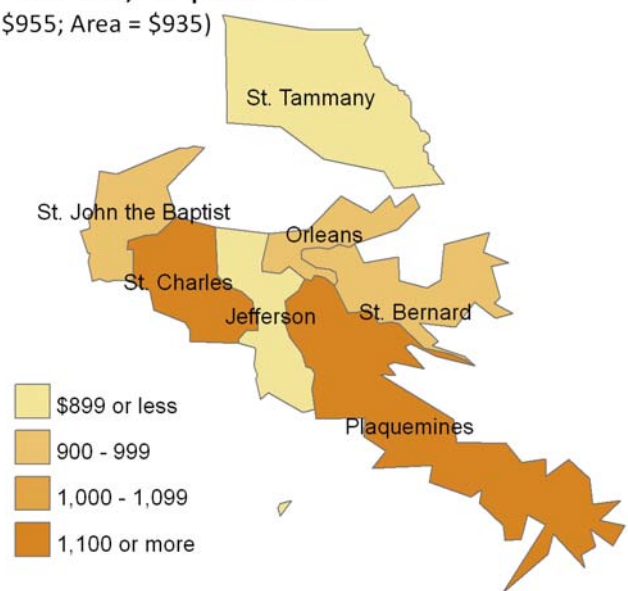 $955; Area = $935)
St. Tammany
St. John the Baptist
Orleans
St. Charles
Jefferson
St. Bernard
$899 or less
Plaquemines
900 - 999
1,000 - 1,099
1,100 or more